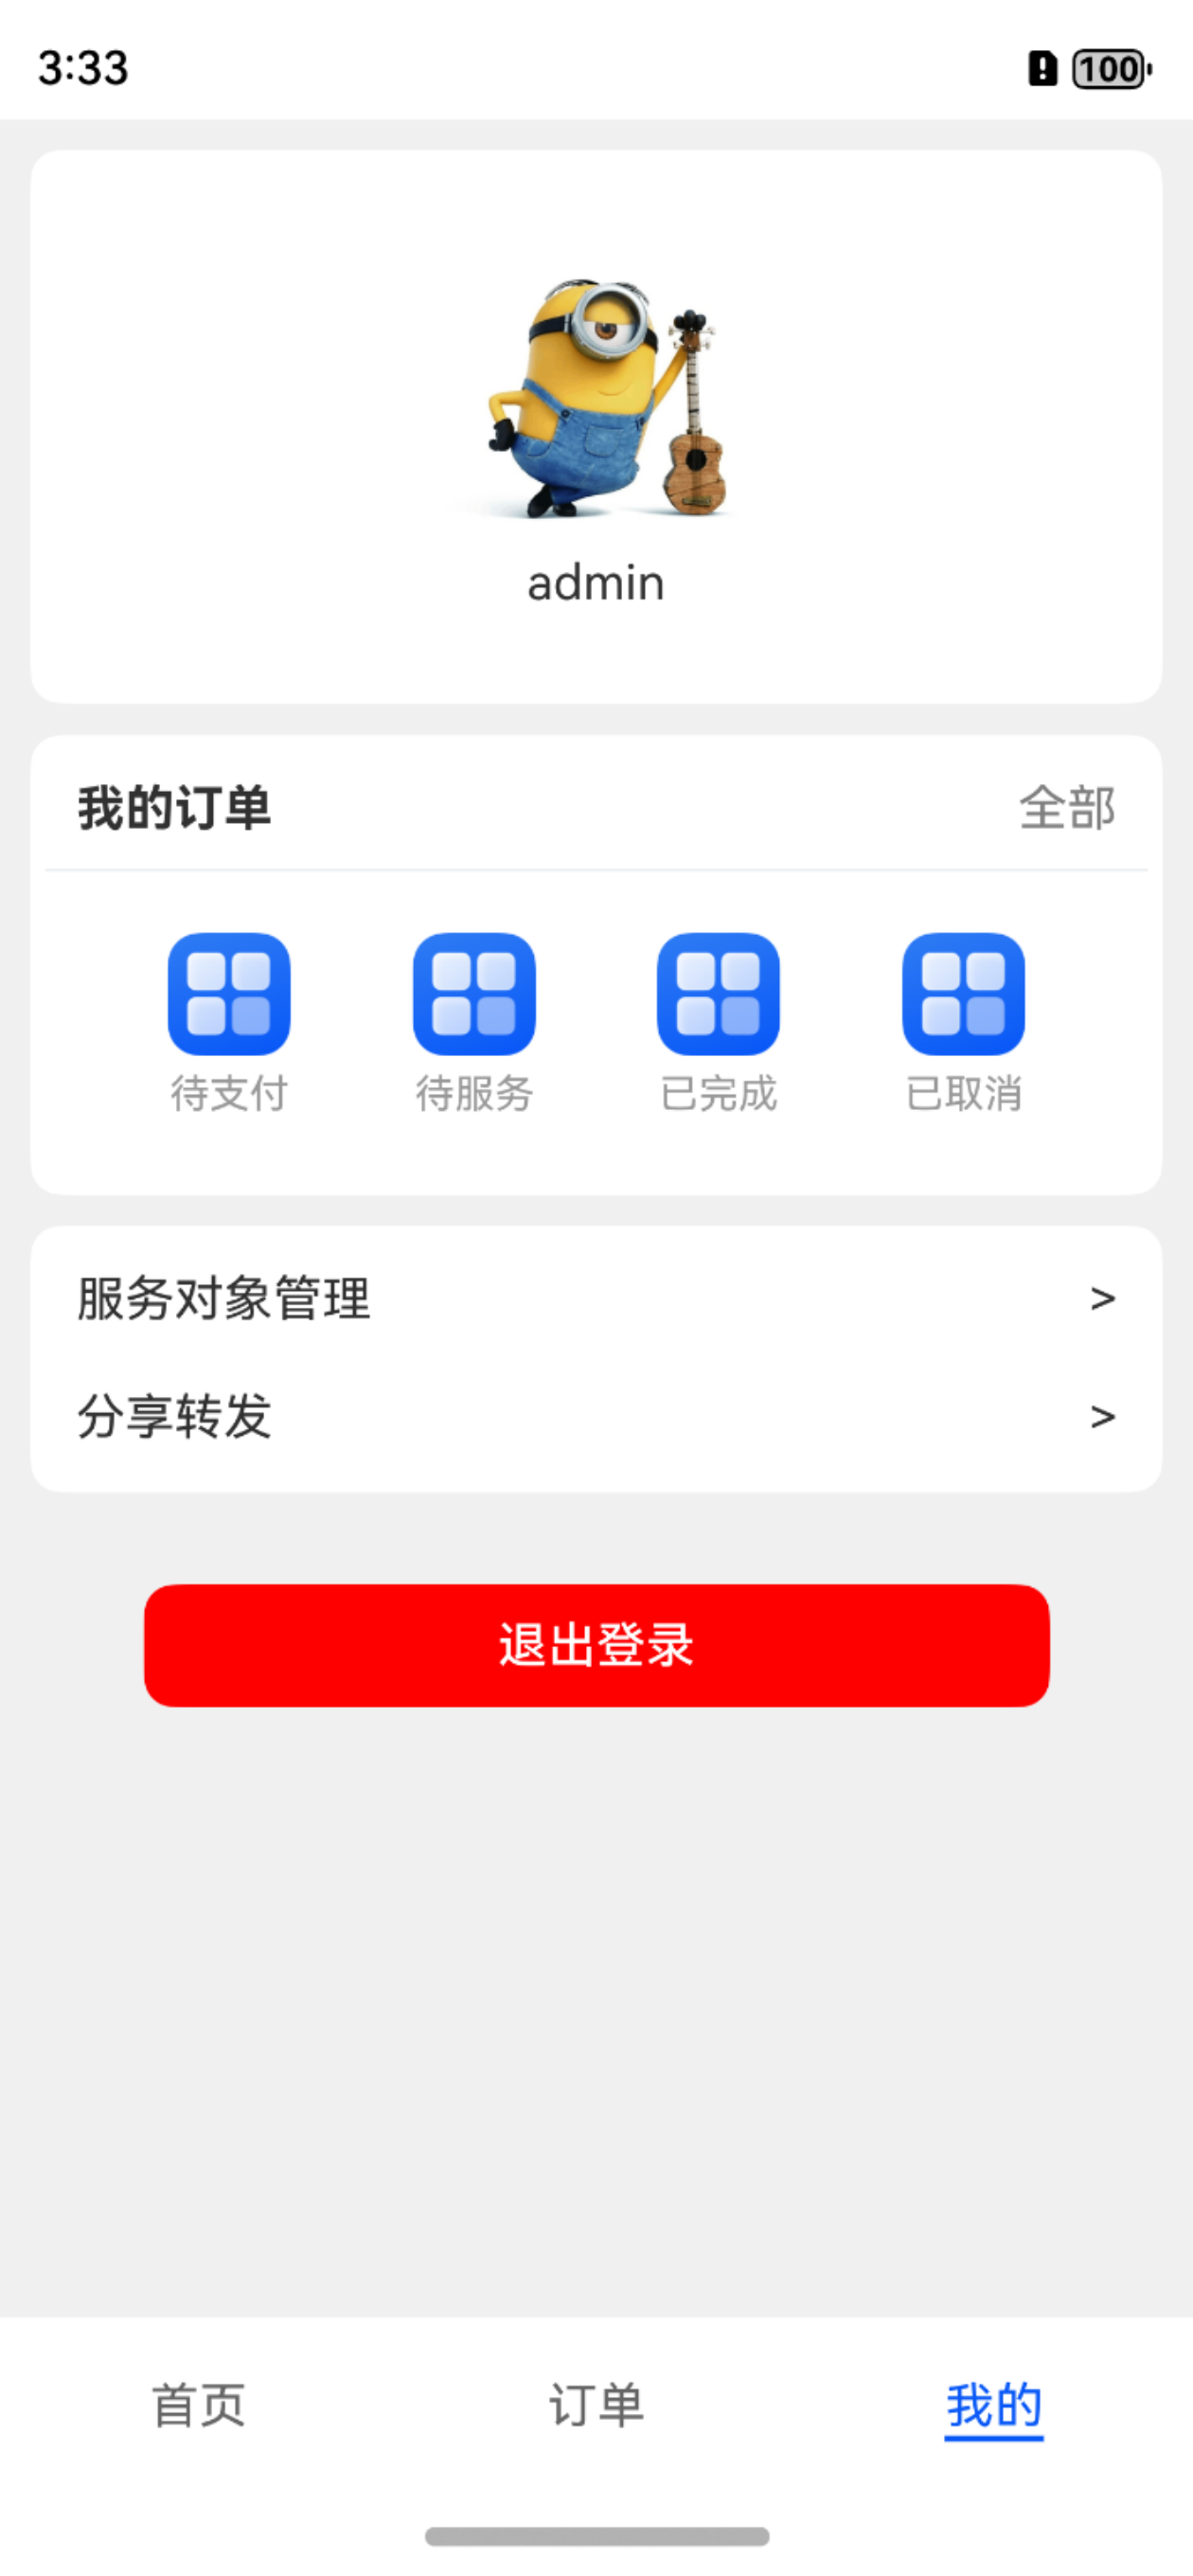 3:33
100
admin
我的订单 全部
待支付 待服务 已完成 已取消
服务对象管理 >
分享转发 >
退出登录
首页 订单 我的